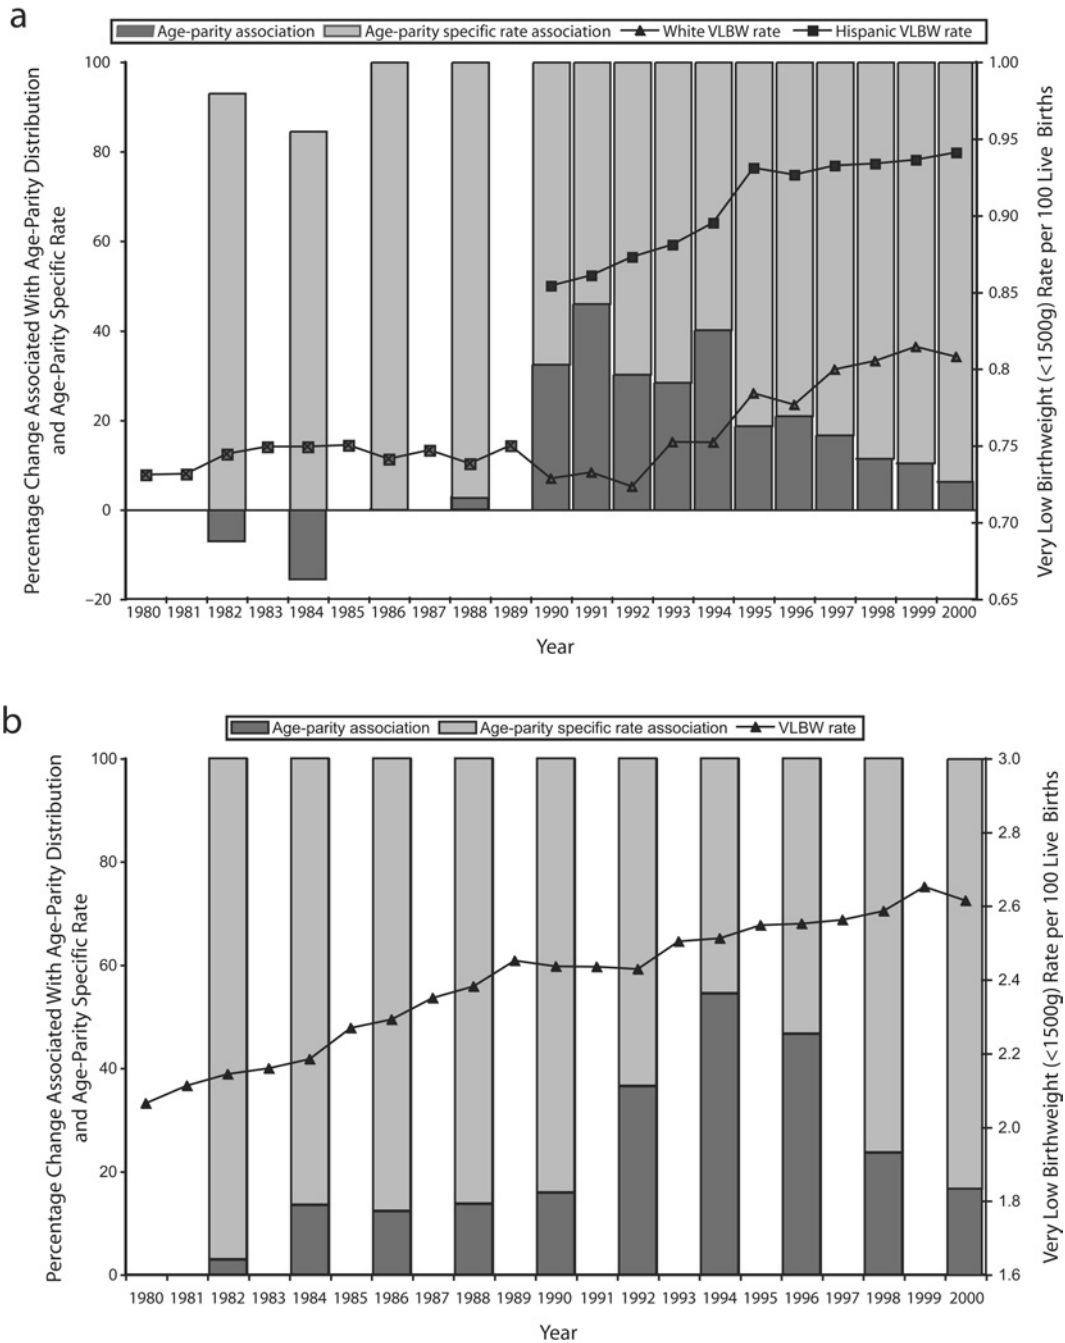 a
Age-parity association Age-parity specific rate association White VLBW rate Hispanic VLBW rate
Percentage Change Associated With Age-Parity Distribution
and Age-Parity Specific Rate
100
80
60
40
20
0
–20
1.00
0.95
0.90
0.85
0.8
0.75
0.70
0.65
Very Low Birthweight (<1500g) Rate per 100 Live Births
1980 1981 1982 1983 1984 1985 1986 1987 1988 1989 1990 1991 1992 1993 1994 1995 1996 1997 1998 1999 2000
Year
b
Age-parity association Age-parity specific rate association VLBW rate
Percentage Change Associated With Age-Parity Distribution
and Age-Parity Specific Rate
100
80
60
40
20
0
3.0
2.8
2.6
2.4
2.2
2.0
1.8
1.6
Very Low Birthweight (<1500g) Rate per 100 Live Births
1980 1981 1982 1983 1984 1985 1986 1987 1988 1989 1990 1991 1992 1993 1994 1995 1996 1997 1998 1999 2000
Year